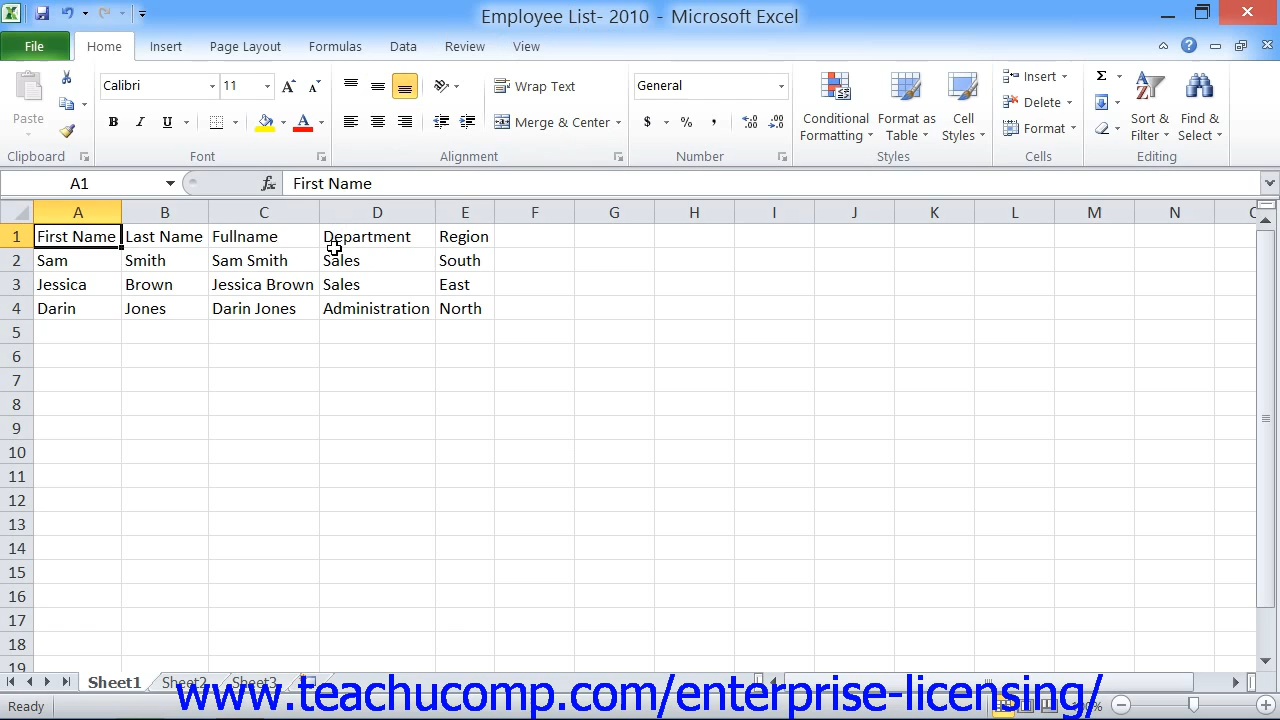 Employee List- 2010 - Microsoft Excel
File Home Insert Page Layout Formulas Data Review View
Paste
Calibri 11
B I U
Wrap Text
Merge & Center
General
$ % ,
Conditional Formatting
Format as Table
Cell Styles
Insert
Delete
Format
Sort & Filter
Find & Select
Clipboard Font Alignment Number Styles Cells Editing
A1 fx First Name
A B C D E F G H I J K L M N
1 First Name Last Name Fullname Department Region
2 Sam Smith Sam Smith Sales South
3 Jessica Brown Jessica Brown Sales East
4 Darin Jones Darin Jones Administration North
5
6
7
8
9
10
11
12
13
14
15
16
17
18
19
Sheet1 Sheet2 Sheet3
www.teachucomp.com/enterprise-licensing/
Ready